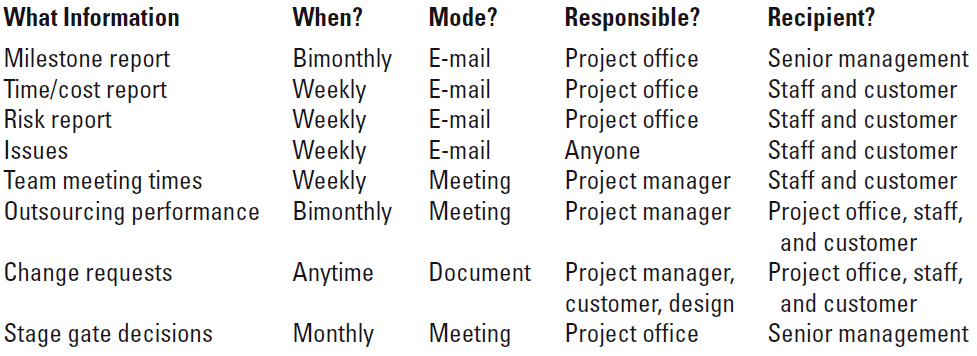 What Information When? Mode? Responsible? Recipient?
Milestone report Bimonthly E-mail Project office Senior management
Time/cost report Weekly E-mail Project office Staff and customer
Risk report Weekly E-mail Project office Staff and customer
Issues Weekly E-mail Anyone Staff and customer
Team meeting times Weekly Meeting Project manager Staff and customer
Outsourcing performance Bimonthly Meeting Project manager Project office, staff,
and customer
Change requests Anytime Document Project manager, Project office, staff,
customer, design and customer
Stage gate decisions Monthly Meeting Project office Senior management